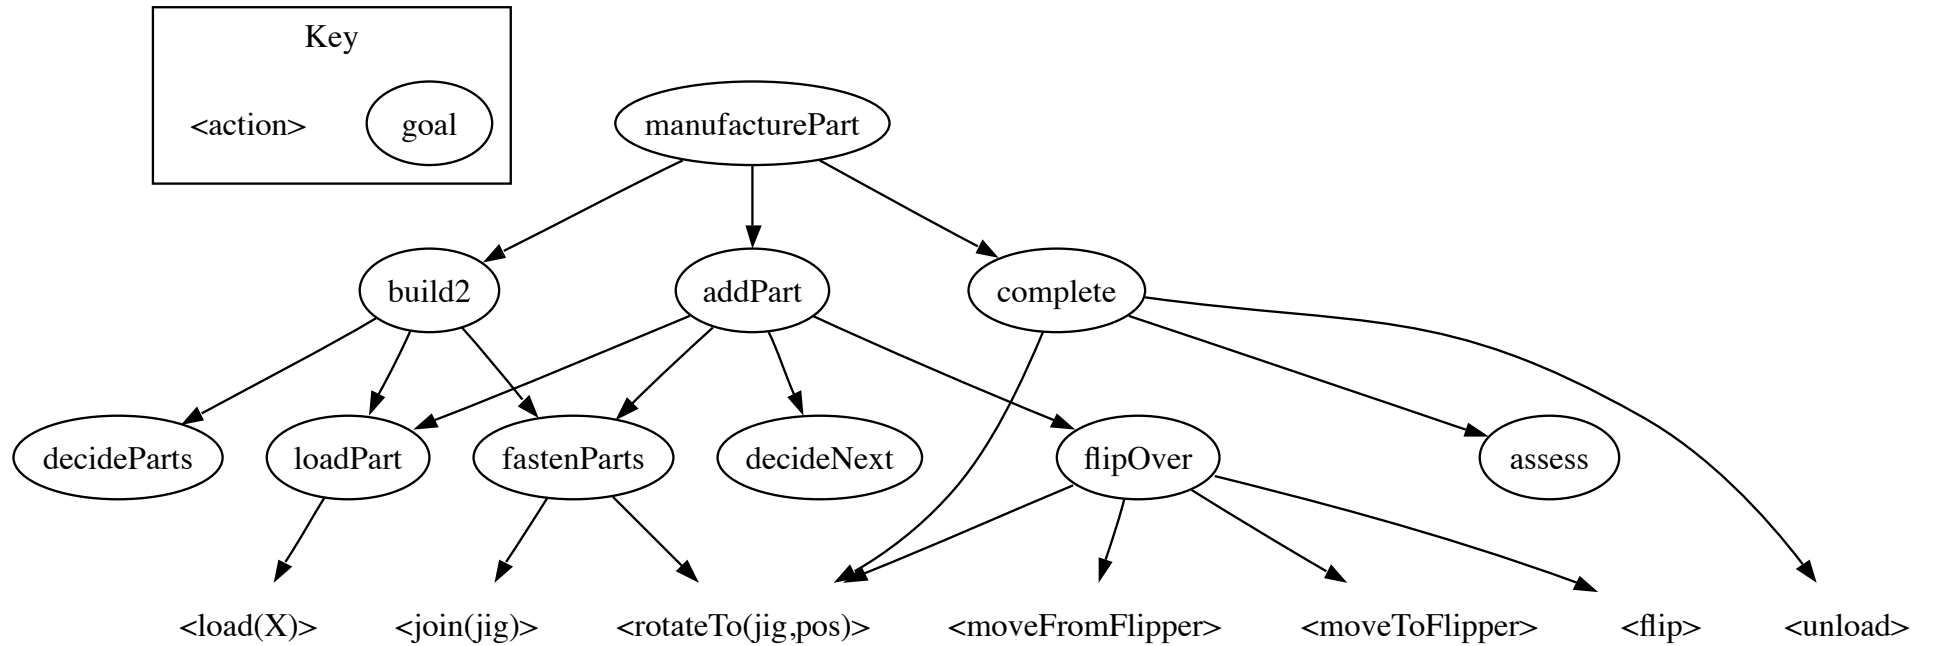 Key
<action>
goal
manufacturePart
build2
addPart
complete
decideParts
loadPart
fastenParts
decideNext
flipOver
assess
<load(X)>
<join(jig)>
<rotateTo(jig,pos)>
<moveFromFlipper>
<moveToFlipper>
<flip>
<unload>